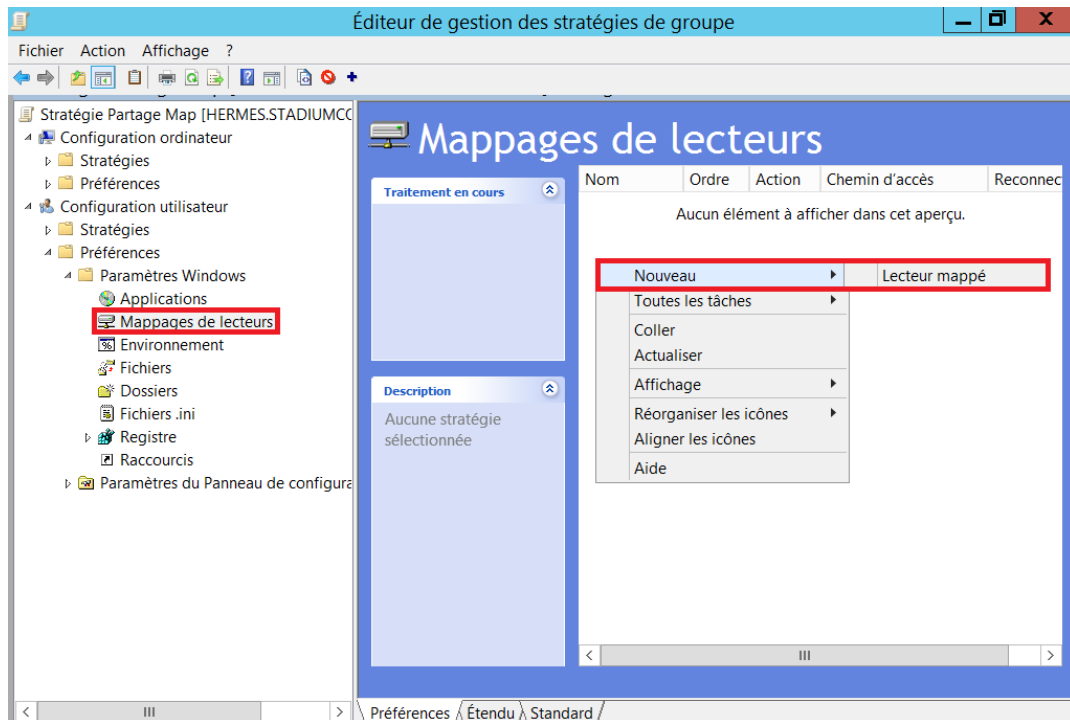 Éditeur de gestion des stratégies de groupe
Fichier Action Affichage ?
Stratégie Partage Map [HERMES.STADIUMCO
Configuration ordinateur
Stratégies
Préférences
Configuration utilisateur
Stratégies
Préférences
Paramètres Windows
Applications
Mappages de lecteurs
Environnement
Fichiers
Dossiers
Fichiers .ini
Registre
Raccourcis
Paramètres du Panneau de configura
Mappages de lecteurs
Traitement en cours
Description
Aucune stratégie
sélectionnée
Nom Ordre Action Chemin d'accès Reconnec
Aucun élément à afficher dans cet aperçu.
Nouveau
Lecteur mappé
Toutes les tâches
Coller
Actualiser
Affichage
Réorganiser les icônes
Aligner les icônes
Aide
Préférences Étendu Standard